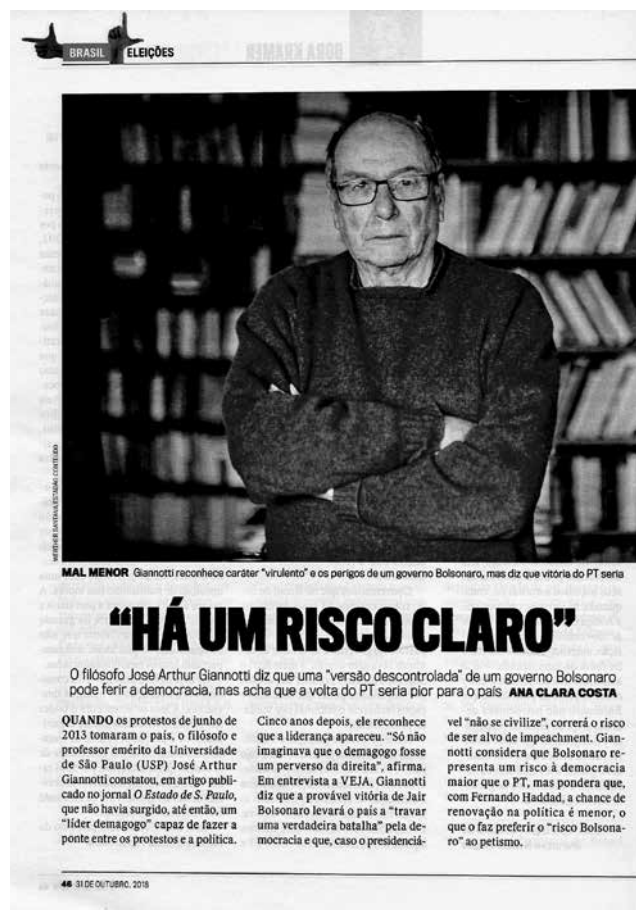 BRASIL ELEIÇÕES
MAL MENOR Giannotti reconhece caráter "virulento" e os perigos de um governo Bolsonaro, mas diz que vitória do PT seria
“HÁ UM RISCO CLARO”
O filósofo José Arthur Giannotti diz que uma "versão descontrolada" de um governo Bolsonaro
pode ferir a democracia, mas acha que a volta do PT seria pior para o país ANA CLARA COSTA
QUANDO os protestos de junho de
2013 tomaram o país, o filósofo e
professor emérito da Universidade
de São Paulo (USP) José Arthur
Giannotti constatou, em artigo publi-
cado no jornal O Estado de S. Paulo,
que não havia surgido, até então, um
"líder demagogo" capaz de fazer a
ponte entre os protestos e a política.
Cinco anos depois, ele reconhece
que a liderança apareceu. "Só não
imaginava que o demagogo fosse
um perverso da direita", afirma.
Em entrevista a VEJA, Giannotti
diz que a provável vitória de Jair
Bolsonaro levará o país a "travar
uma verdadeira batalha" pela de-
mocracia e que, caso o presidenciá-
vel "não se civilize", correrá o risco
de ser alvo de impeachment. Gian-
notti considera que Bolsonaro re-
presenta um risco à democracia
maior que o PT, mas pondera que,
com Fernando Haddad, a chance de
renovação na política é menor, o
que o faz preferir o "risco Bolsona-
ro" ao petismo.
46 31 DE OUTUBRO, 2018